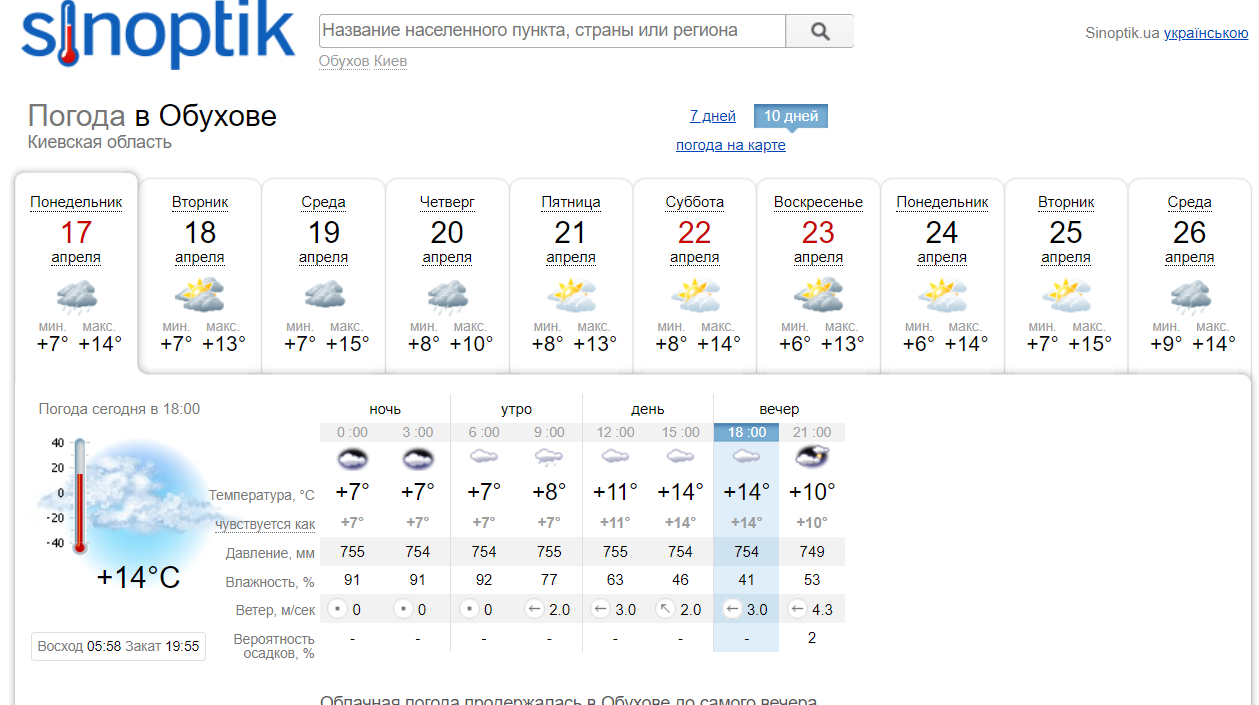 sinoptik
Название населенного пункта, страны или региона
Sinoptik.ua українською
Обухов Киев
Погода в Обухове
Киевская область
7 дней 10 дней
погода на карте
Понедельник Вторник Среда Четверг Пятница Суббота Воскресенье Понедельник Вторник Среда
17 18 19 20 21 22 23 24 25 26
апреля апреля апреля апреля апреля апреля апреля апреля апреля апреля
мин. макс. мин. макс. мин. макс. мин. макс. мин. макс. мин. макс. мин. макс. мин. макс. мин. макс. мин. макс.
+7° +14° +7° +13° +7° +15° +8° +10° +8° +13° +8° +14° +6° +13° +6° +14° +7° +15° +9° +14°
Погода сегодня в 18:00
ночь утро день вечер
0 :00 3 :00 6 :00 9 :00 12 :00 15 :00 18 :00 21 :00
40
20
0
-20
-40
+14°C
Температура, °C +7° +7° +7° +8° +11° +14° +14° +10°
чувствуется как +7° +7° +7° +7° +11° +14° +14° +10°
Давление, мм 755 754 754 755 755 754 754 749
Влажность, % 91 91 92 77 63 46 41 53
Ветер, м/сек 0 0 0 2.0 3.0 2.0 3.0 4.3
Вероятность
осадков, % - - - - - - - 2
Восход 05:58 Закат 19:55
Облачная погода продержалась в Обухове до самого вечера